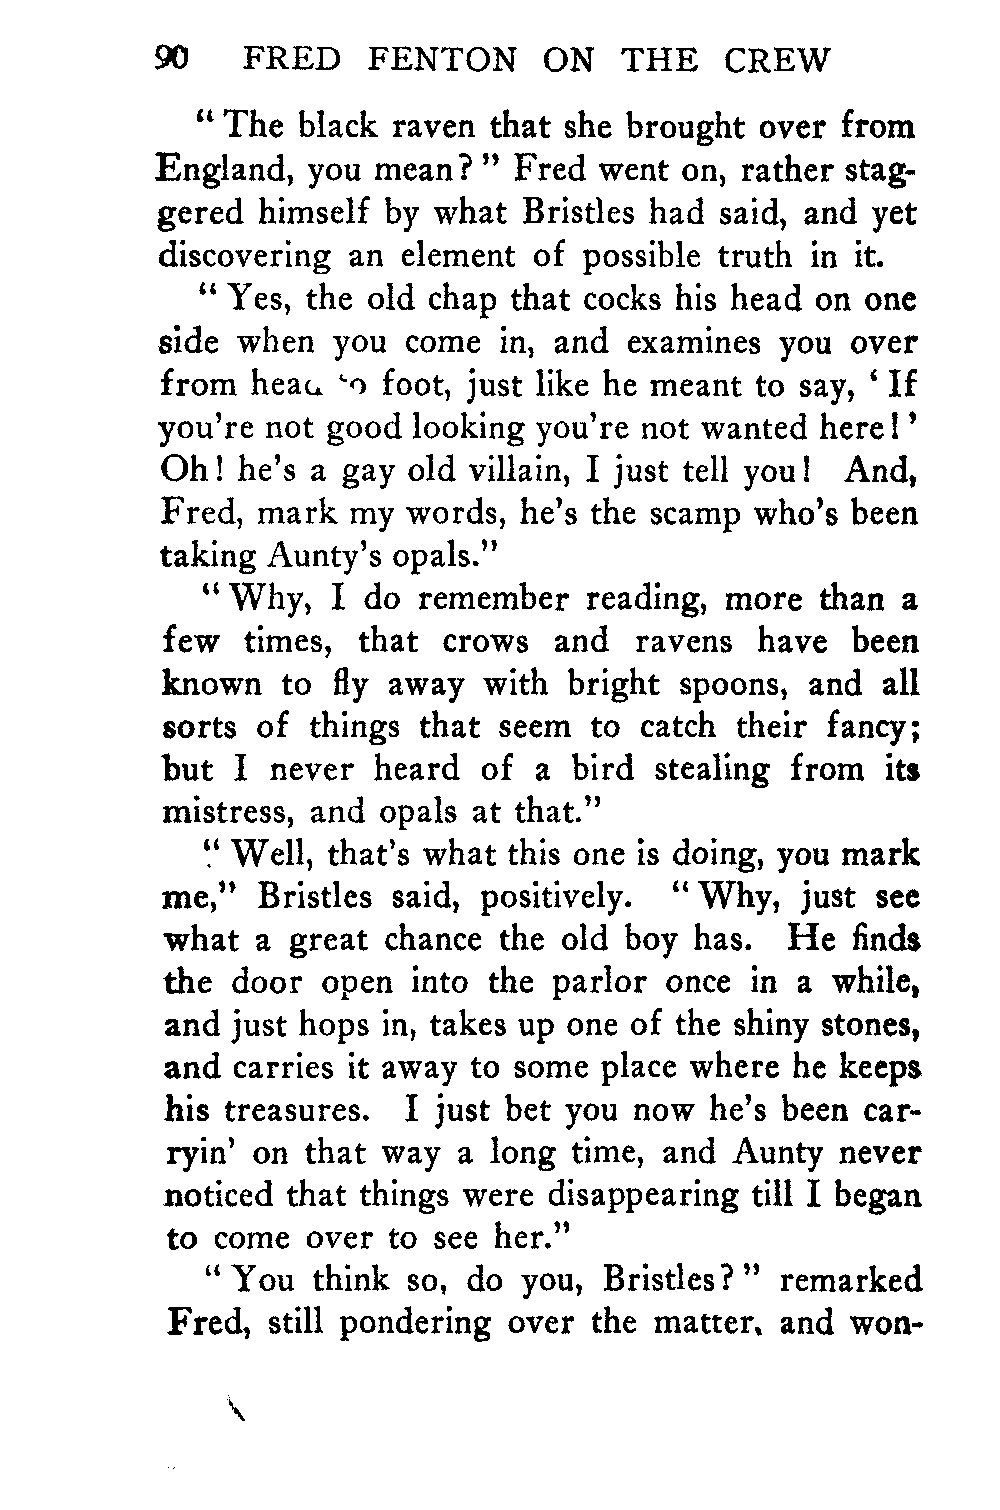 90 FRED FENTON ON THE CREW
"The black raven that she brought over from
England, you mean?" Fred went on, rather stag-
gered himself by what Bristles had said, and yet
discovering an element of possible truth in it.
"Yes, the old chap that cocks his head on one
side when you come in, and examines you over
from head to foot, just like he meant to say, 'If
you're not good looking you're not wanted here!'
Oh! he's a gay old villain, I just tell you! And,
Fred, mark my words, he's the scamp who's been
taking Aunty's opals."
"Why, I do remember reading, more than a
few times, that crows and ravens have been
known to fly away with bright spoons, and all
sorts of things that seem to catch their fancy;
but I never heard of a bird stealing from its
mistress, and opals at that."
"Well, that's what this one is doing, you mark
me," Bristles said, positively. "Why, just see
what a great chance the old boy has. He finds
the door open into the parlor once in a while,
and just hops in, takes up one of the shiny stones,
and carries it away to some place where he keeps
his treasures. I just bet you now he's been car-
ryin' on that way a long time, and Aunty never
noticed that things were disappearing till I began
to come over to see her."
"You think so, do you, Bristles?" remarked
Fred, still pondering over the matter, and won-